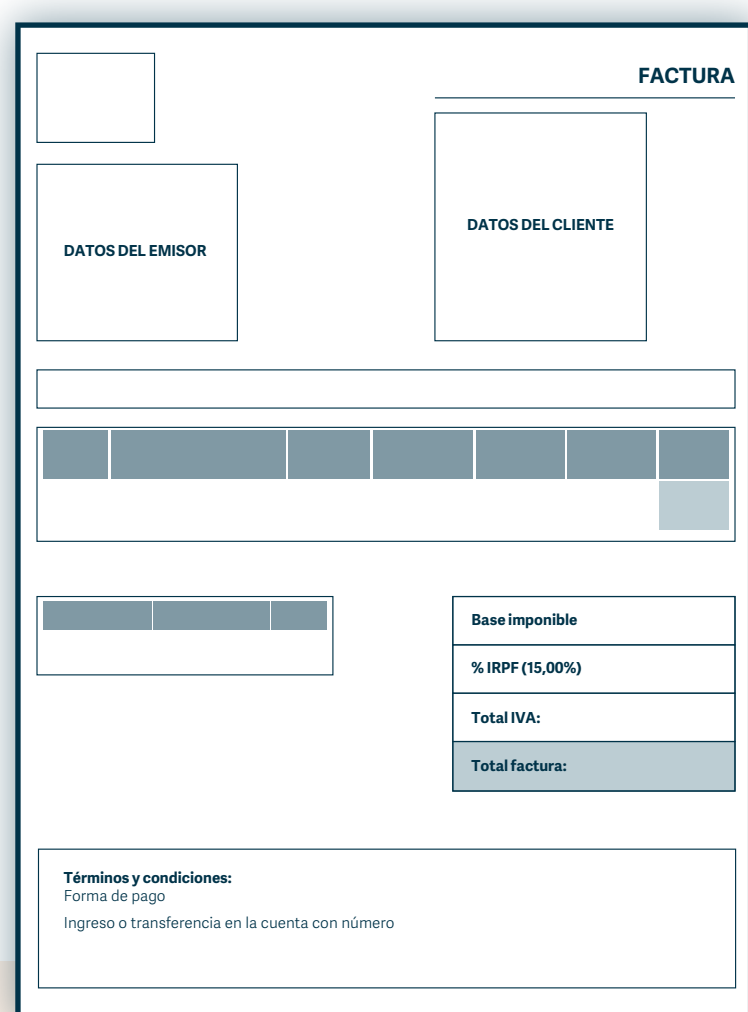 FACTURA
DATOS DEL CLIENTE
DATOS DEL EMISOR
Base imponible
% IRPF (15,00%)
Total IVA:
Total factura:
Términos y condiciones:
Forma de pago
Ingreso o transferencia en la cuenta con número